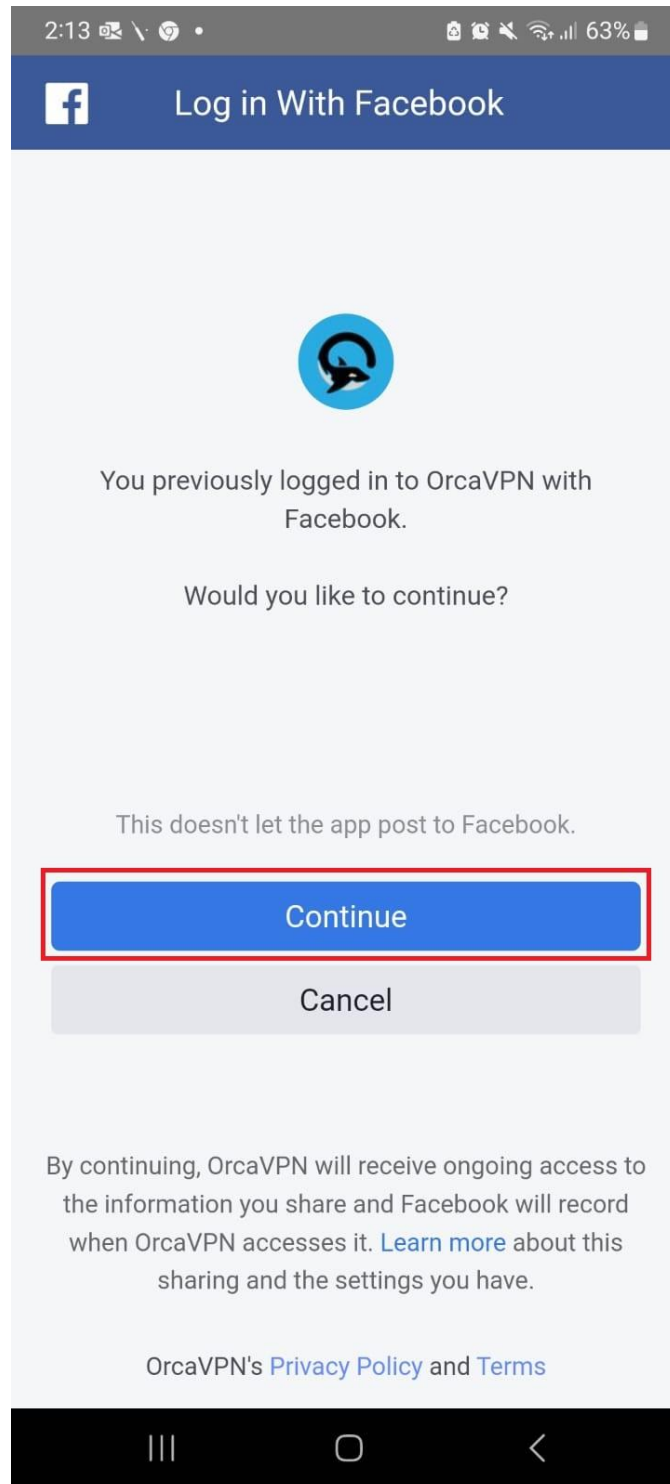 2:13 63%
Log in With Facebook
You previously logged in to OrcaVPN with
Facebook.
Would you like to continue?
This doesn't let the app post to Facebook.
Continue
Cancel
By continuing, OrcaVPN will receive ongoing access to
the information you share and Facebook will record
when OrcaVPN accesses it. Learn more about this
sharing and the settings you have.
OrcaVPN's Privacy Policy and Terms